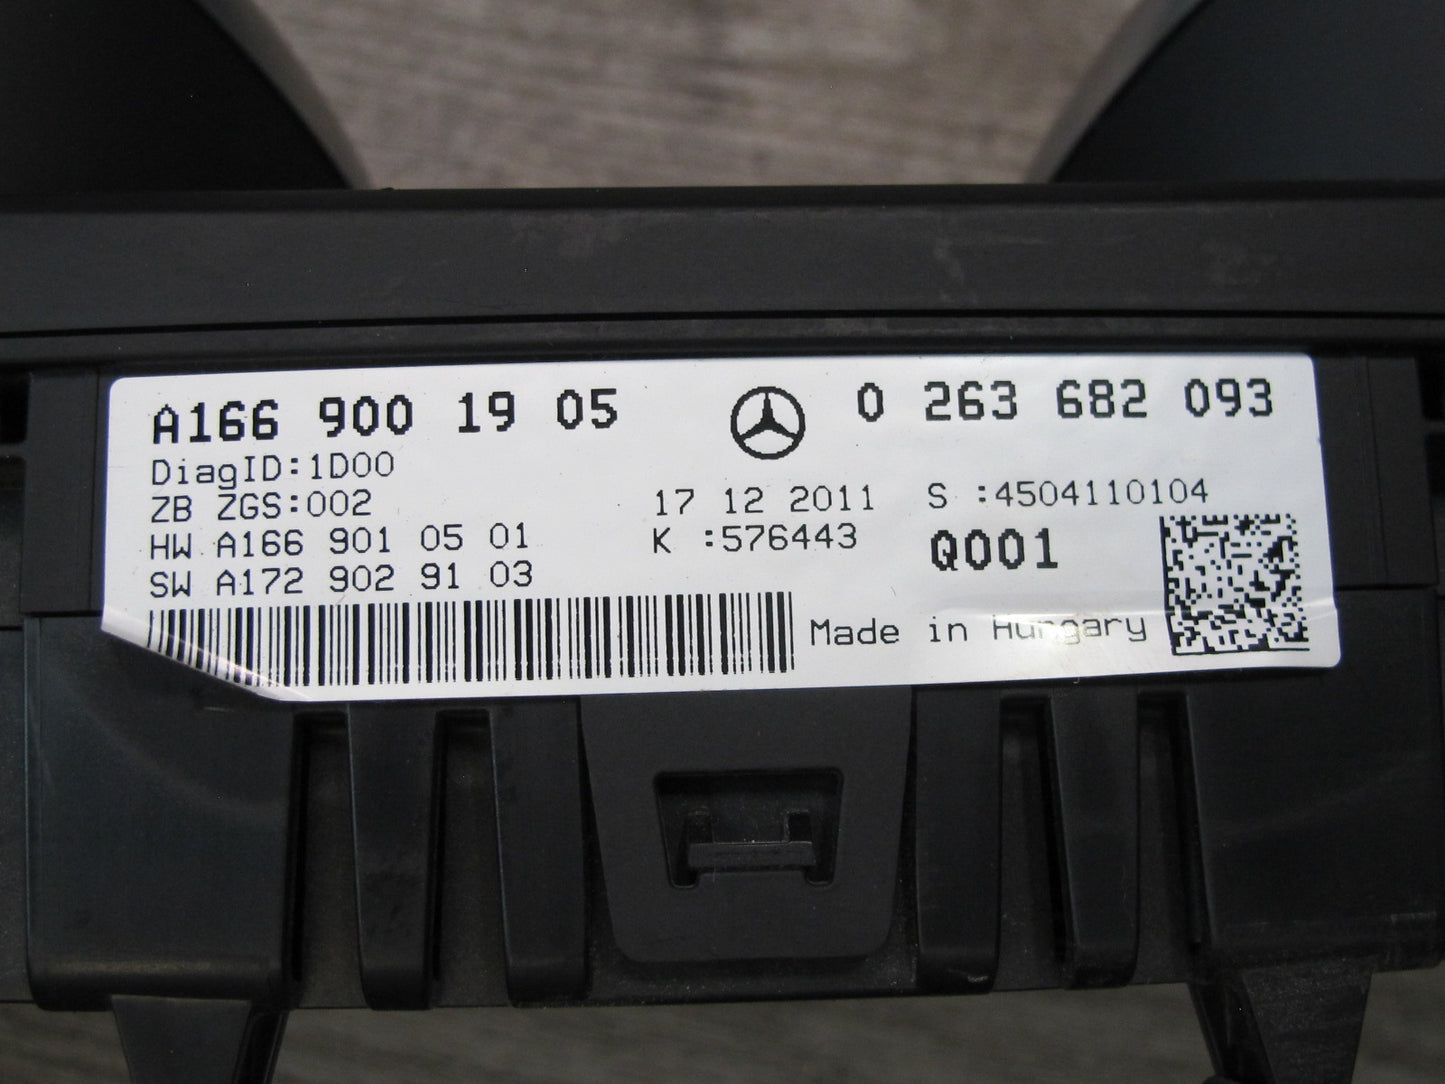 A166 900 19 05
0 263 682 093
DiagID:1D00
ZB ZGS:002
17 12 2011 S :4504110104
HW A166 901 05 01
K :576443
Q001
SW A172 902 91 03
Made in Hungary